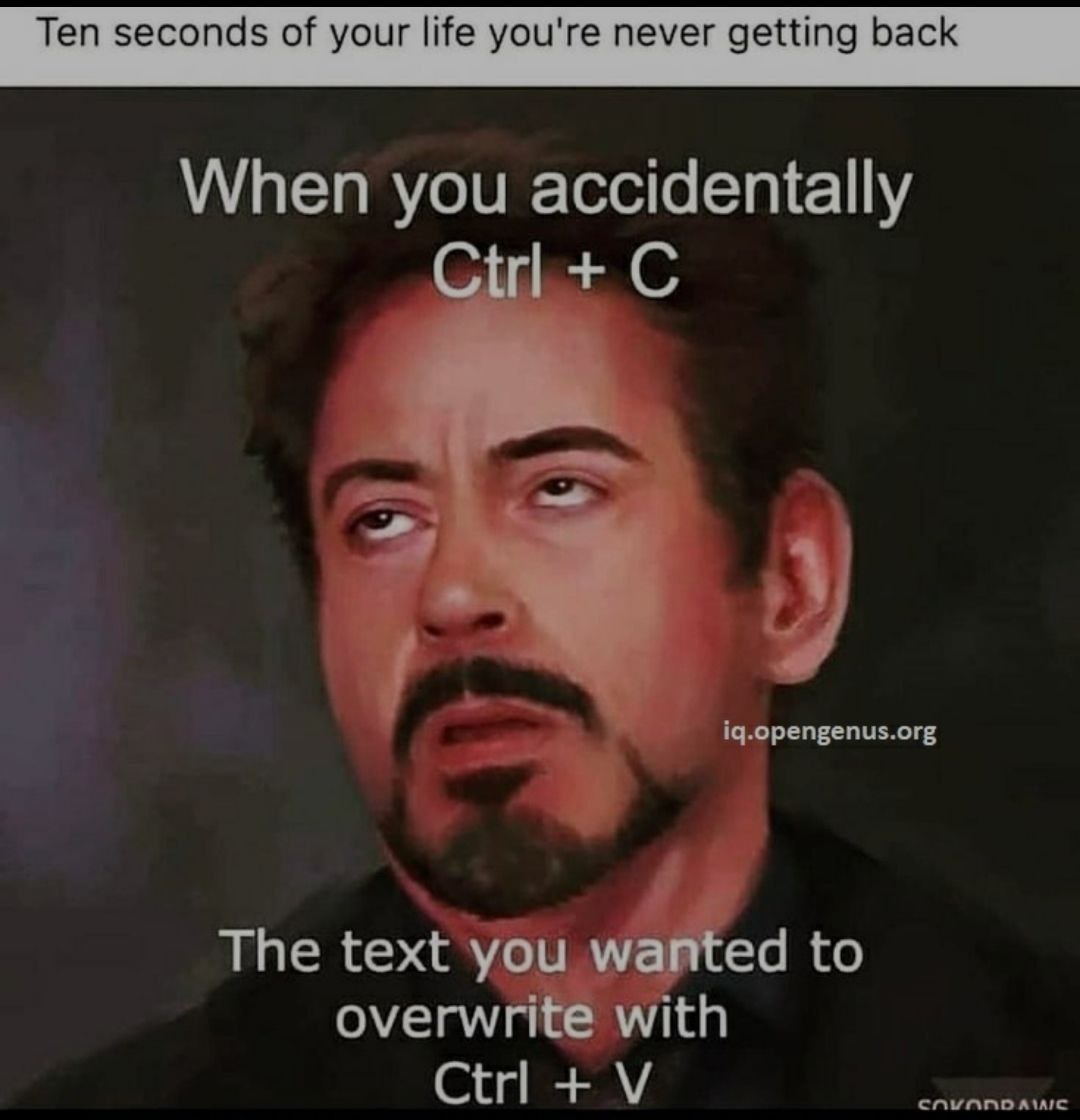 Ten seconds of your life you're never getting back
When you accidentally
Ctrl + C
iq.opengenus.org
The text you wanted to
overwrite with
Ctrl + V
SOKODRAWS